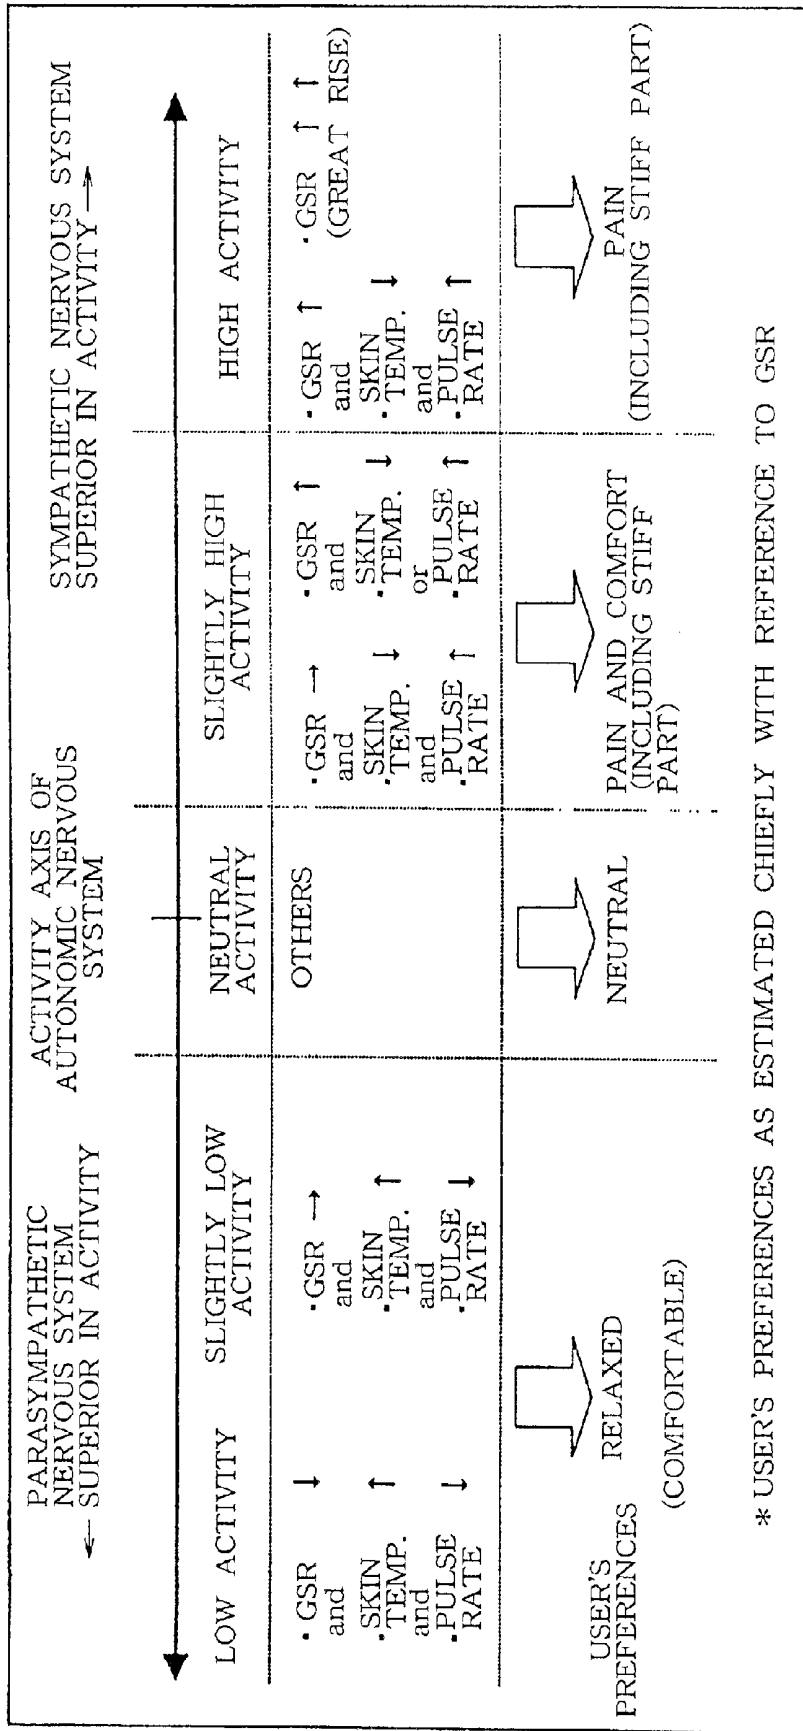 PARASYMPATHETIC
NERVOUS SYSTEM
← SUPERIOR IN ACTIVITY
ACTIVITY AXIS OF
AUTONOMIC NERVOUS
SYSTEM
SYMPATHETIC NERVOUS SYSTEM
SUPERIOR IN ACTIVITY →
LOW ACTIVITY
SLIGHTLY LOW
ACTIVITY
NEUTRAL
ACTIVITY
SLIGHTLY HIGH
ACTIVITY
HIGH ACTIVITY
・GSR ↓
and
・SKIN
TEMP. ↑
and
・PULSE
RATE ↓
・GSR →
and
・SKIN
TEMP. ↑
and
・PULSE
RATE ↓
OTHERS
・GSR →
and
・SKIN
TEMP. ↓
and
・PULSE
RATE ↑
・GSR ↑
and
・SKIN
TEMP. ↓
or
・PULSE
RATE ↑
・GSR ↑
and
・SKIN
TEMP. ↓
and
・PULSE
RATE ↑
・GSR ↑ ↑
(GREAT RISE)
USER'S
PREFERENCES
RELAXED
(COMFORTABLE)
NEUTRAL
PAIN AND COMFORT
(INCLUDING STIFF
PART)
PAIN
(INCLUDING STIFF PART)
* USER'S PREFERENCES AS ESTIMATED CHIEFLY WITH REFERENCE TO GSR